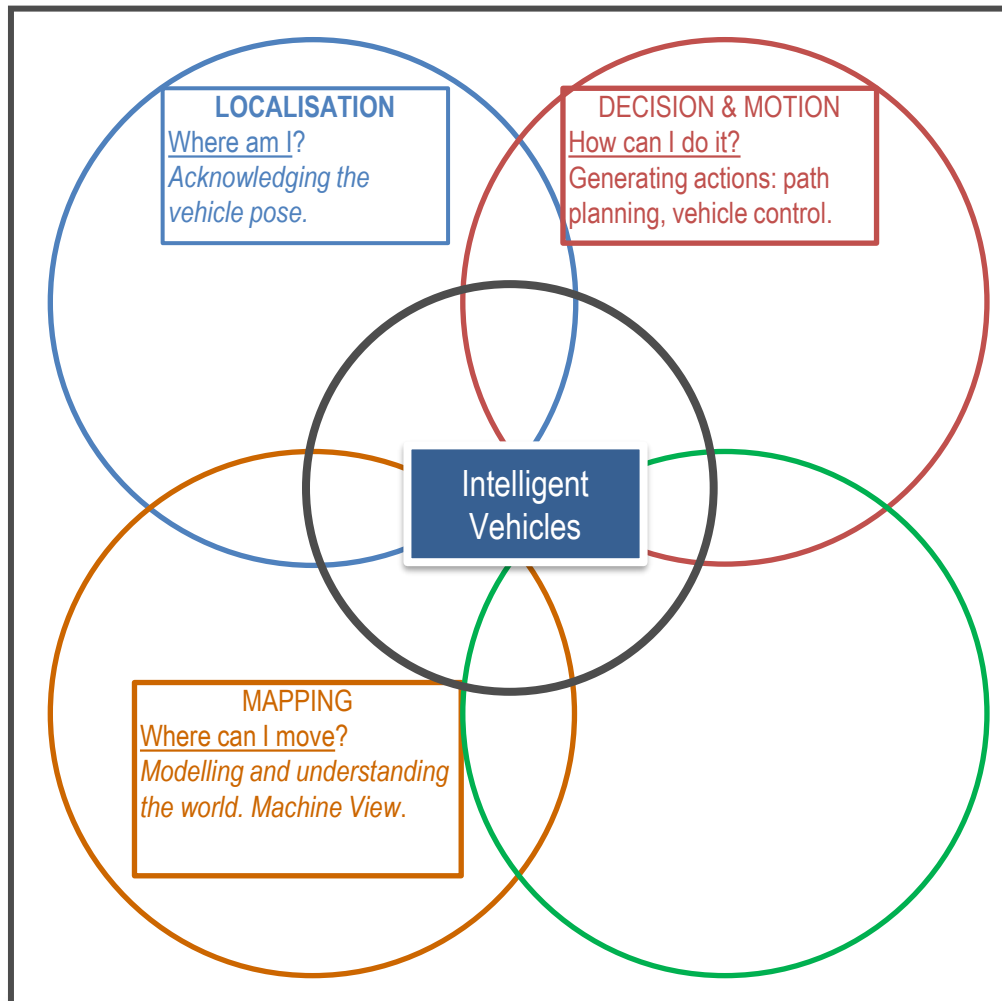 LOCALISATION
Where am I?
Acknowledging the
vehicle pose.
DECISION & MOTION
How can I do it?
Generating actions: path
planning, vehicle control.
Intelligent
Vehicles
MAPPING
Where can I move?
Modelling and understanding
the world. Machine View.